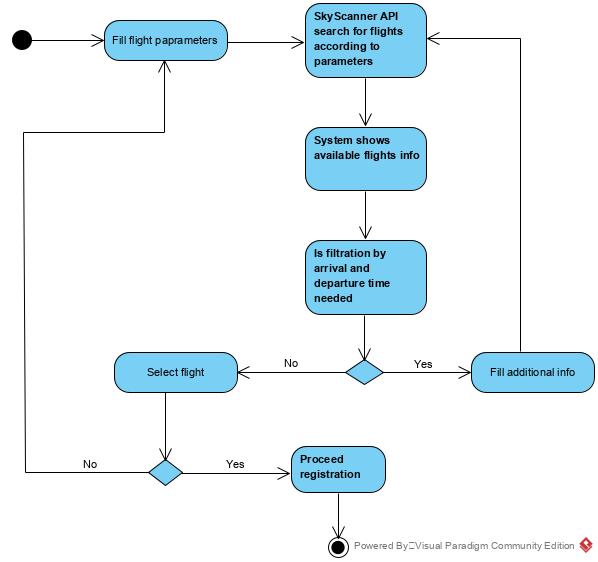 SkyScanner API
search for flights
according to
parameters
Fill flight paprameters
System shows
available flights info
Is filtration by
arrival and
departure time
needed
No
Yes
Select flight
Fill additional info
No
Yes
Proceed
registration
Powered By Visual Paradigm Community Edition